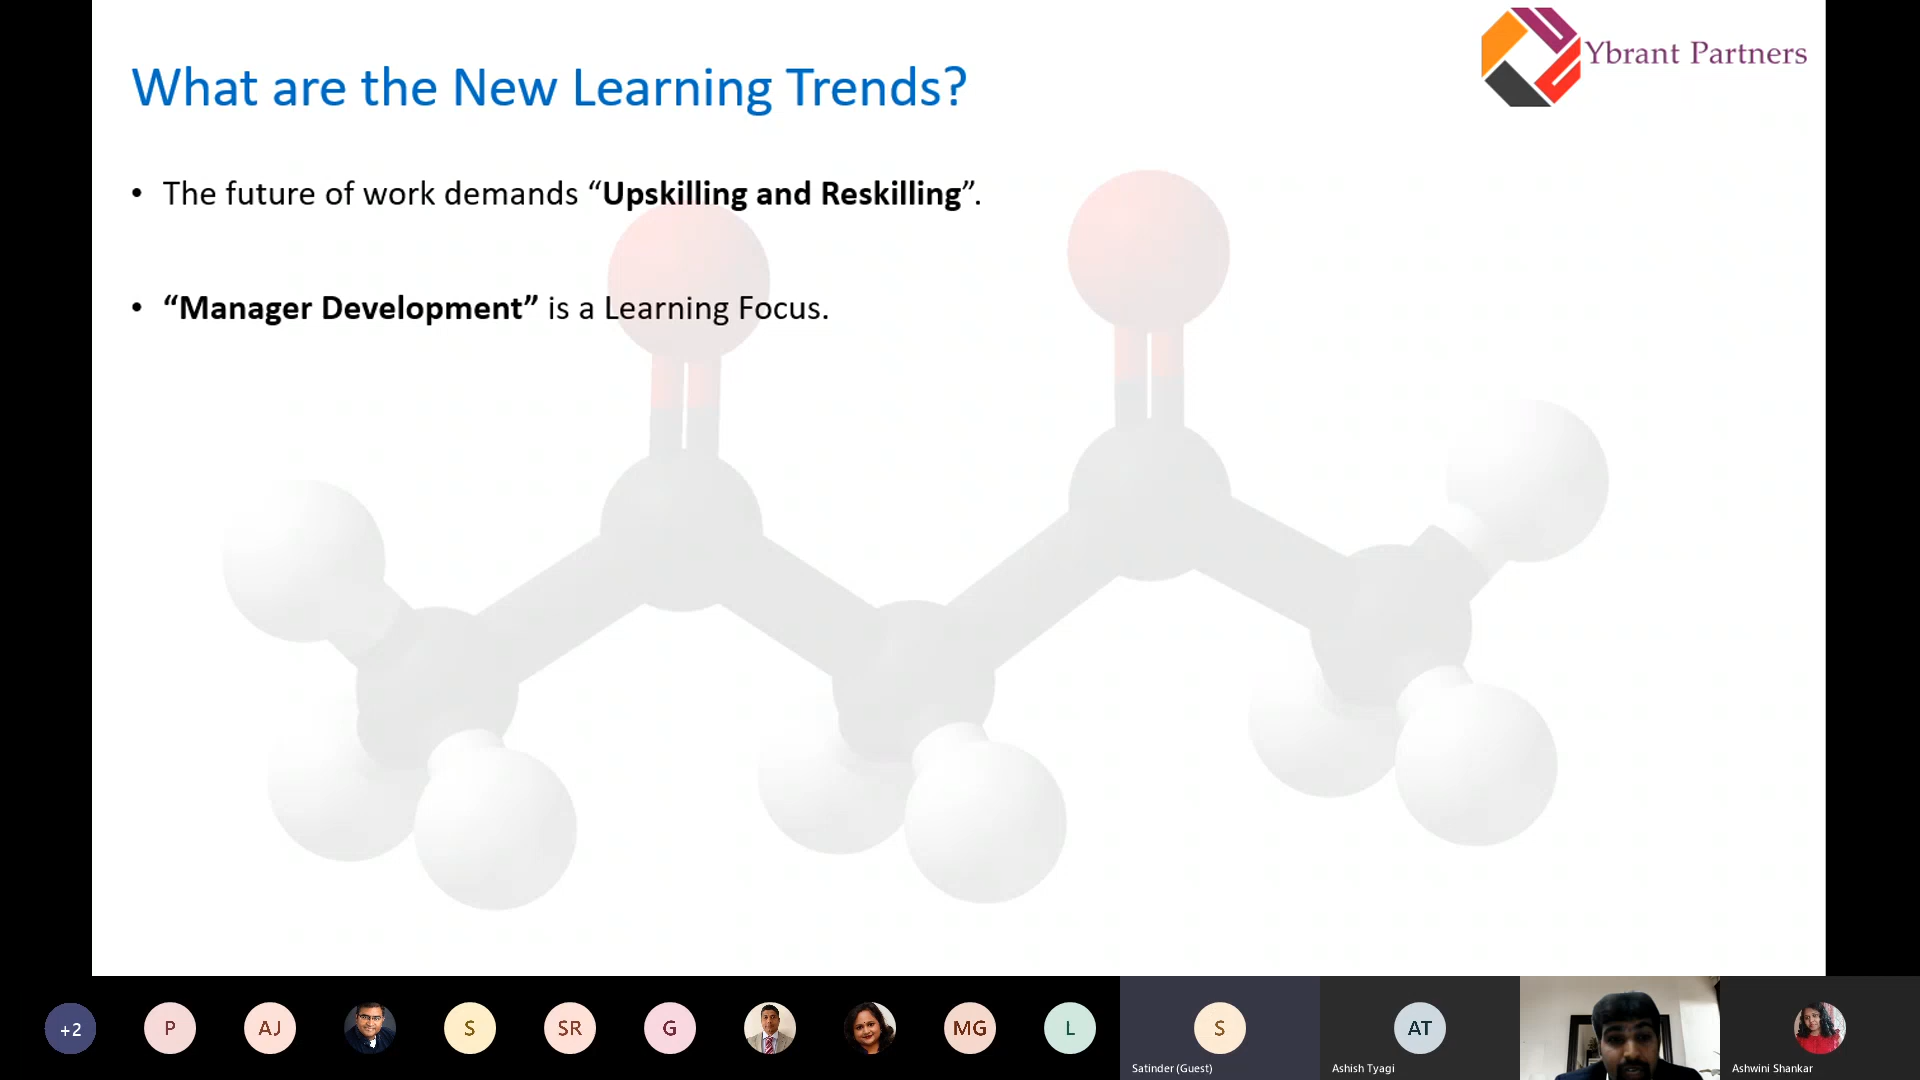 Ybrant Partners
What are the New Learning Trends?
• The future of work demands “Upskilling and Reskilling”.
• “Manager Development” is a Learning Focus.
+2
P
AJ
S
SR
G
MG
L
S
Satinder (Guest)
AT
Ashish Tyagi
Ashwini Shankar